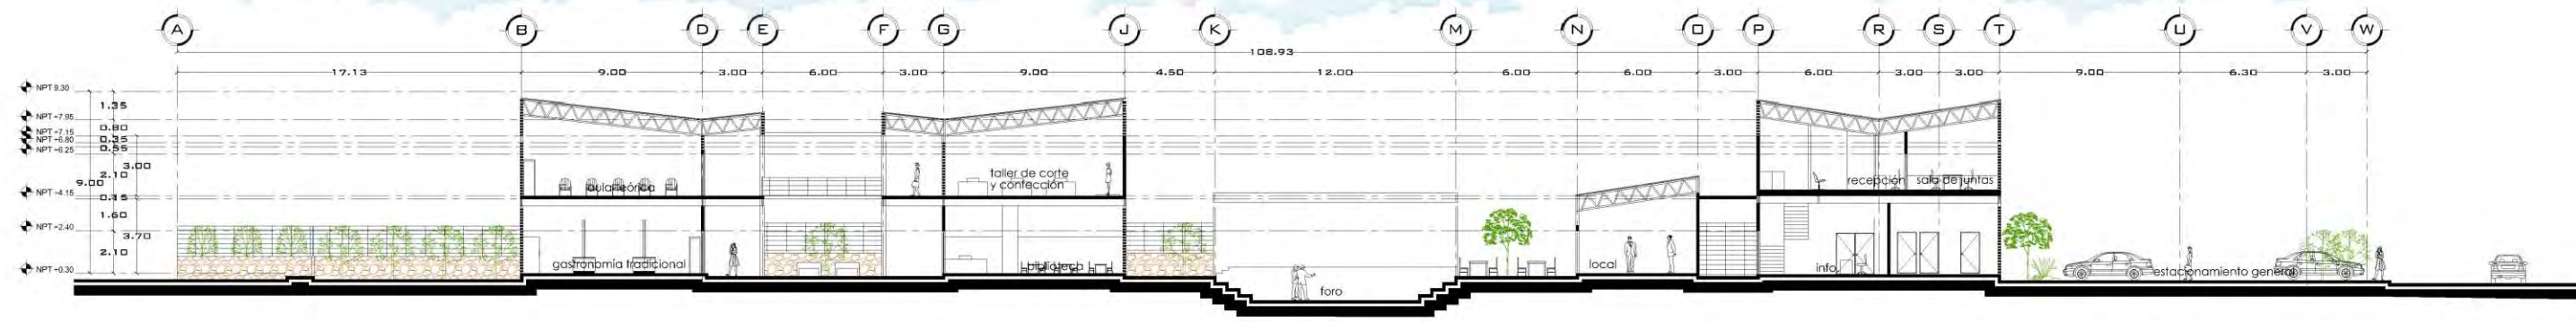 A B D E F G J K M N O P R S T U V W
108.93
17.13 9.00 3.00 6.00 3.00 9.00 4.50 12.00 6.00 6.00 3.00 6.00 3.00 3.00 9.00 6.30 3.00
NPT 9.30
1.35
NPT +7.95
0.80
NPT +7.15
NPT +6.80
0.35
NPT +6.25
0.55
3.00
2.10
9.00
NPT +4.15
0.15
1.60
NPT +2.40
3.70
2.10
NPT +0.30
aula teórica
taller de corte
y confección
recepción
sala de juntas
gastronomía tradicional
biblioteca
foro
local
info.
estacionamiento general